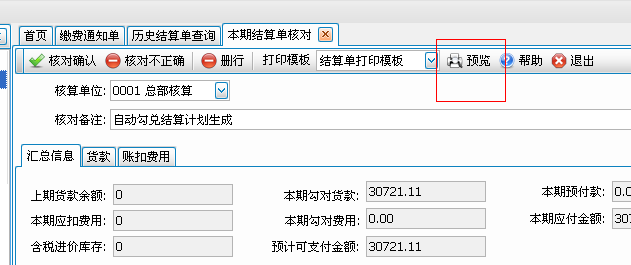 首页 缴费通知单 历史结算单查询 本期结算单核对
核对确认 核对不正确 删行 打印模板 结算单打印模板 预览 帮助 退出
核算单位: 0001 总部核算
核对备注: 自动勾兑结算计划生成
汇总信息 货款 账扣费用
上期货款余额: 0 本期勾对货款: 30721.11 本期预付款: 0.0
本期应扣费用: 0 本期勾对费用: 0.00 本期应付金额: 307
含税进价库存: 0 预计可支付金额: 30721.11